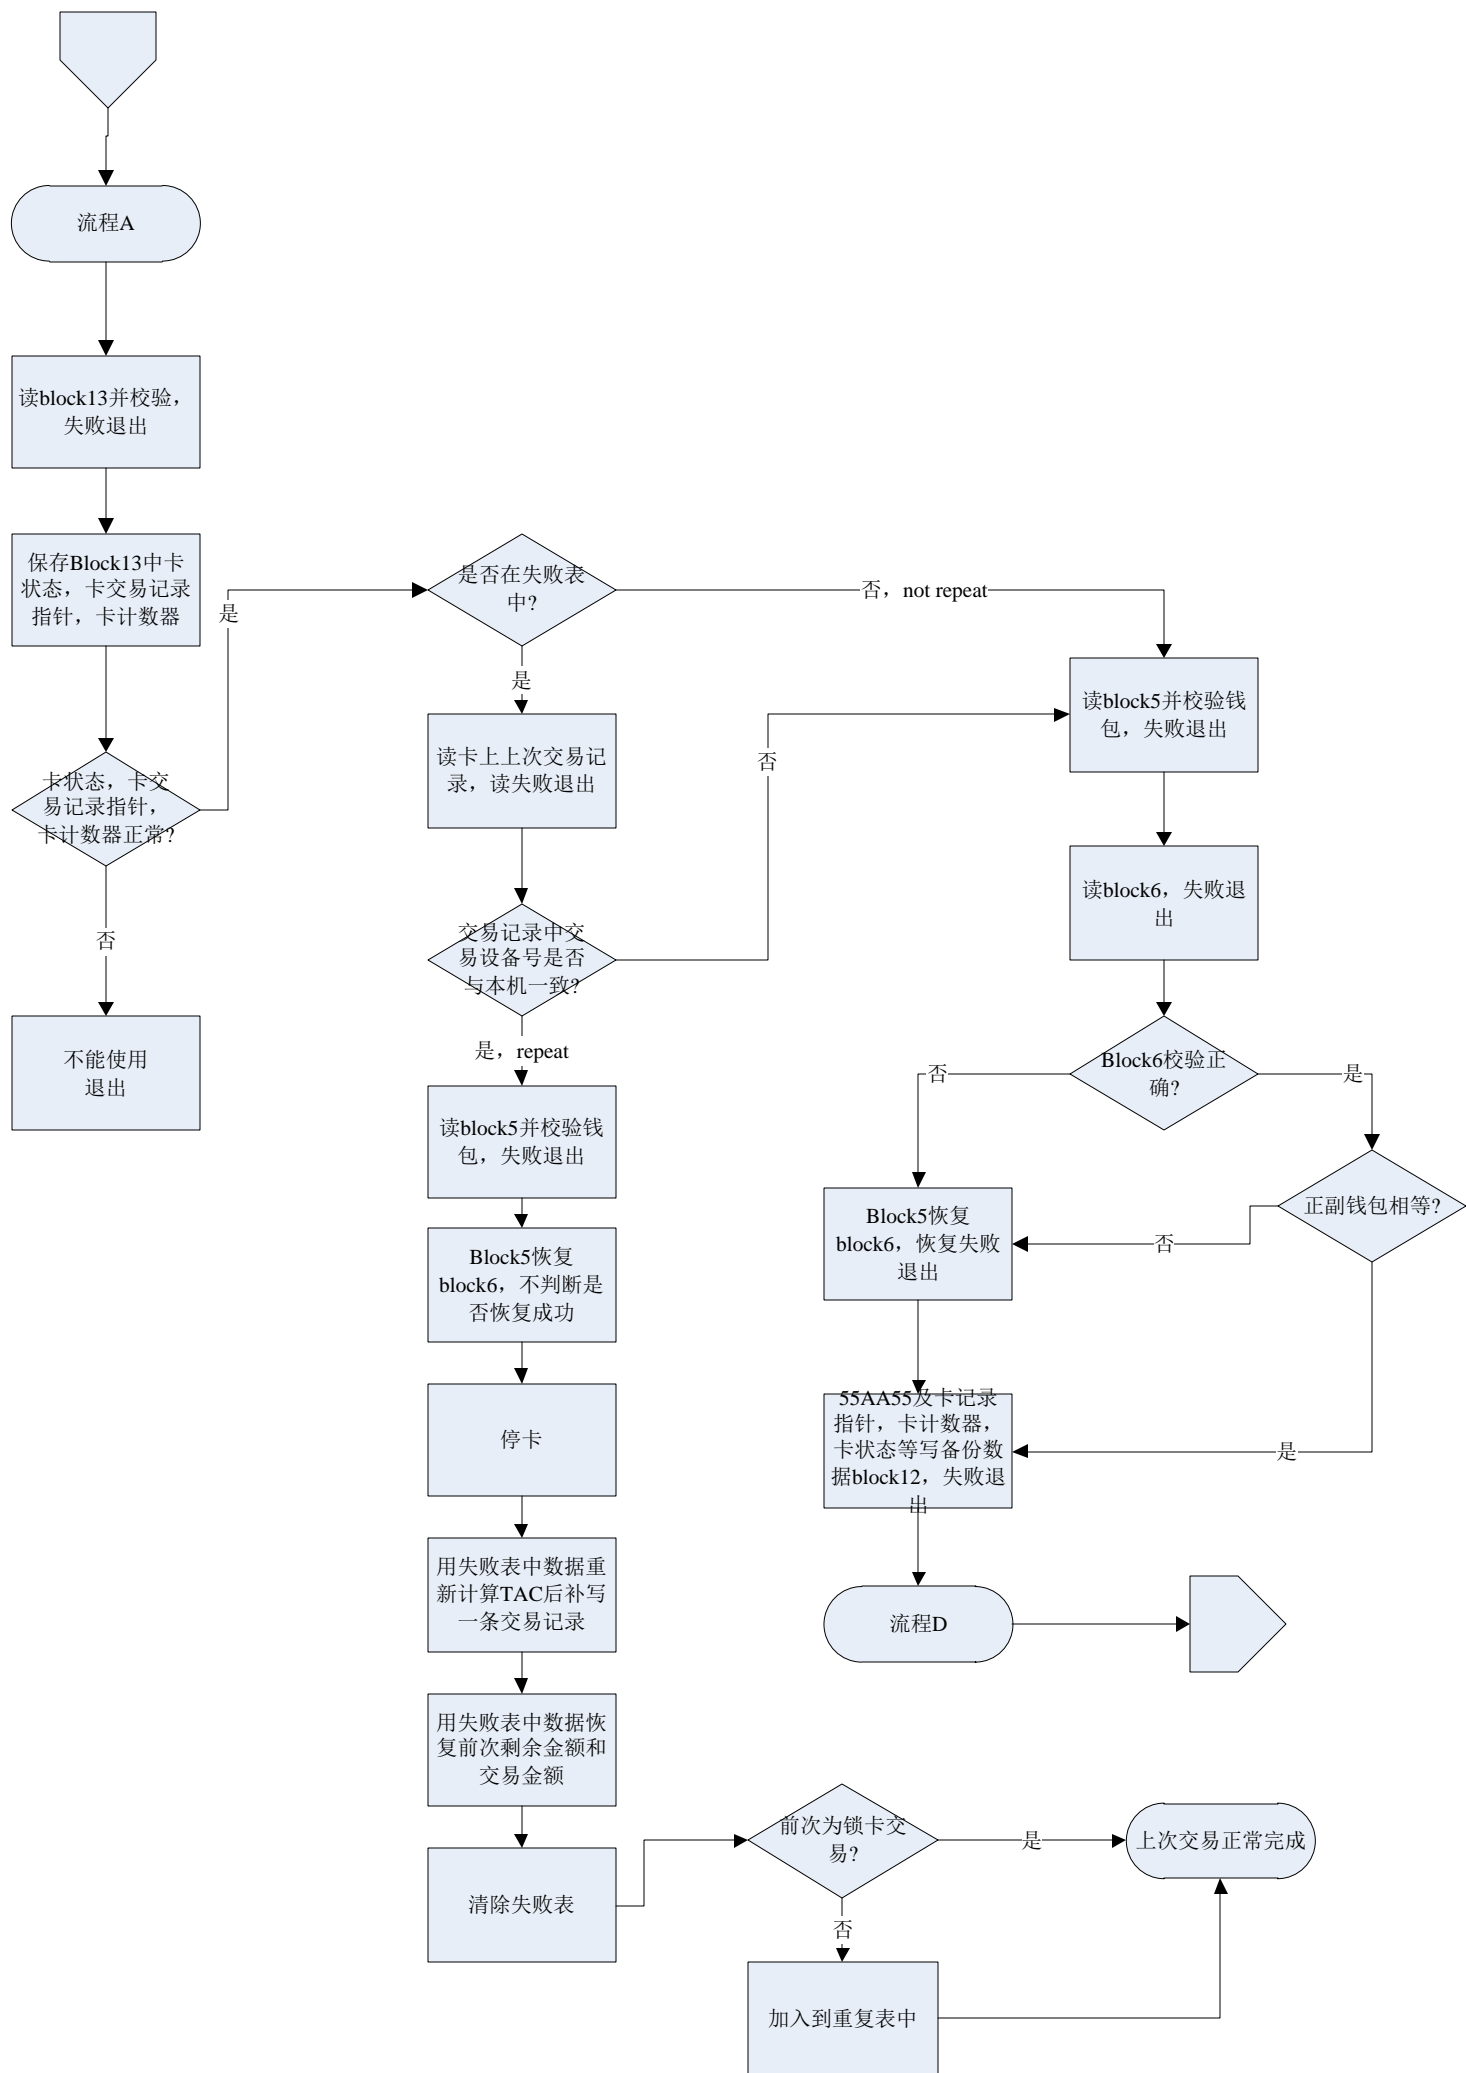 流程A
读block13并校验，
失败退出
保存Block13中卡
状态，卡交易记录
指针，卡计数器
卡状态，卡交
易记录指针，
卡计数器正常?
是
否
不能使用
退出
是否在失败表
中?
否，not repeat
是
读卡上上次交易记
录，读失败退出
否
交易记录中交
易设备号是否
与本机一致?
是，repeat
读block5并校验钱
包，失败退出
Block5恢复
block6，不判断是
否恢复成功
停卡
用失败表中数据重
新计算TAC后补写
一条交易记录
用失败表中数据恢
复前次剩余金额和
交易金额
清除失败表
读block5并校验钱
包，失败退出
读block6，失败退
出
Block6校验正
确?
否
是
正副钱包相等?
否
Block5恢复
block6，恢复失败
退出
是
55AA55及卡记录
指针，卡计数器，
卡状态等写备份数
据block12，失败退
出
流程D
前次为锁卡交
易?
是
上次交易正常完成
否
加入到重复表中